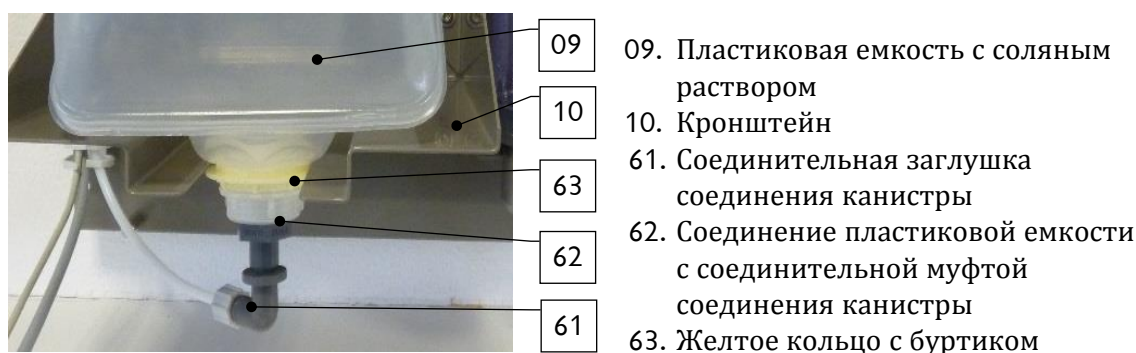 09
10
63
62
61
09. Пластиковая емкость с соляным
раствором
10. Кронштейн
61. Соединительная заглушка
соединения канистры
62. Соединение пластиковой емкости
с соединительной муфтой
соединения канистры
63. Желтое кольцо с буртиком